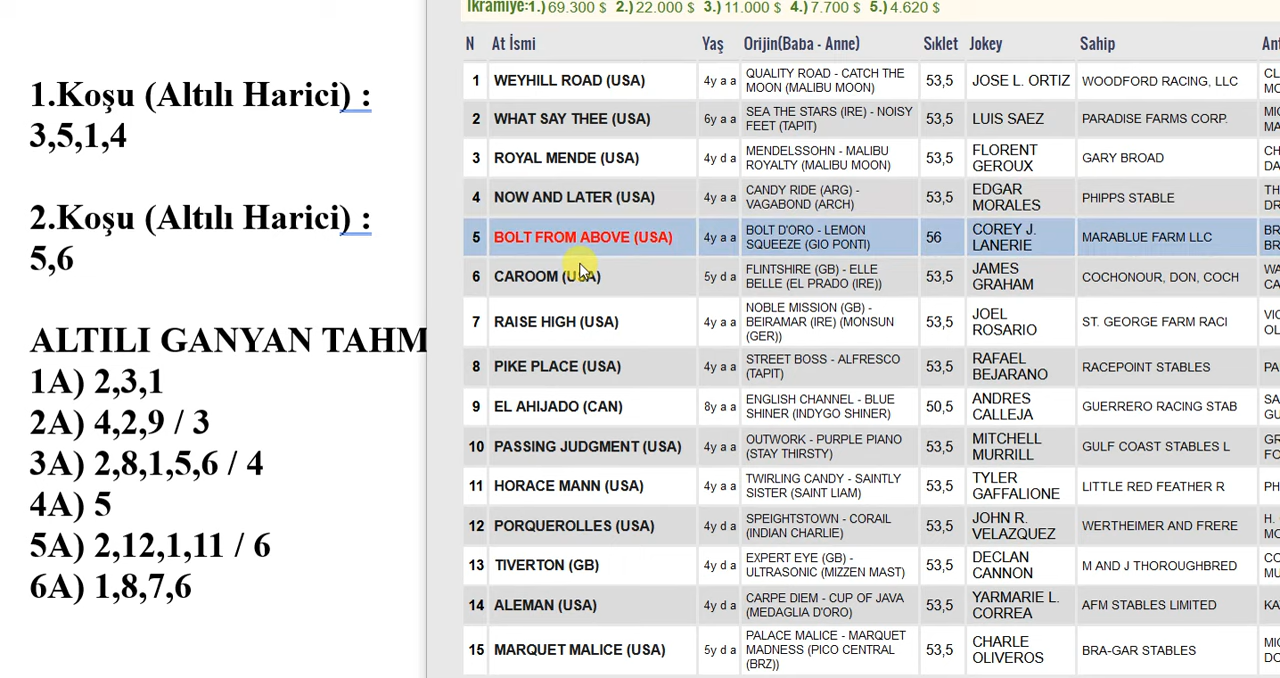 1.Koşu (Altılı Harici) :
3,5,1,4
2.Koşu (Altılı Harici) :
5,6
ALTILI GANYAN TAHM
1A) 2,3,1
2A) 4,2,9 / 3
3A) 2,8,1,5,6 / 4
4A) 5
5A) 2,12,1,11 / 6
6A) 1,8,7,6
İkramiye:1.) 69.300 $ 2.) 22.000 $ 3.) 11.000 $ 4.) 7.700 $ 5.) 4.620 $
N At İsmi Yaş Orijin(Baba - Anne) Sıklet Jokey Sahip
1 WEYHILL ROAD (USA) 4y a a QUALITY ROAD - CATCH THE MOON (MALIBU MOON) 53,5 JOSE L. ORTIZ WOODFORD RACING, LLC
2 WHAT SAY THEE (USA) 6y a a SEA THE STARS (IRE) - NOISY FEET (TAPIT) 53,5 LUIS SAEZ PARADISE FARMS CORP.
3 ROYAL MENDE (USA) 4y d a MENDELSSOHN - MALIBU ROYALTY (MALIBU MOON) 53,5 FLORENT GEROUX GARY BROAD
4 NOW AND LATER (USA) 4y a a CANDY RIDE (ARG) - VAGABOND (ARCH) 53,5 EDGAR MORALES PHIPPS STABLE
5 BOLT FROM ABOVE (USA) 4y a a BOLT D'ORO - LEMON SQUEEZE (GIO PONTI) 56 COREY J. LANERIE MARABLUE FARM LLC
6 CAROOM (USA) 5y d a FLINTSHIRE (GB) - ELLE BELLE (EL PRADO (IRE)) 53,5 JAMES GRAHAM COCHONOUR, DON, COCH
7 RAISE HIGH (USA) 4y a a NOBLE MISSION (GB) - BEIRAMAR (IRE) (MONSUN (GER)) 53,5 JOEL ROSARIO ST. GEORGE FARM RACI
8 PIKE PLACE (USA) 4y a a STREET BOSS - ALFRESCO (TAPIT) 53,5 RAFAEL BEJARANO RACEPOINT STABLES
9 EL AHIJADO (CAN) 8y a a ENGLISH CHANNEL - BLUE SHINER (INDYGO SHINER) 50,5 ANDRES CALLEJA GUERRERO RACING STAB
10 PASSING JUDGMENT (USA) 4y a a OUTWORK - PURPLE PIANO (STAY THIRSTY) 53,5 MITCHELL MURRILL GULF COAST STABLES L
11 HORACE MANN (USA) 4y a a TWIRLING CANDY - SAINTLY SISTER (SAINT LIAM) 53,5 TYLER GAFFALIONE LITTLE RED FEATHER R
12 PORQUEROLLES (USA) 4y d a SPEIGHTSTOWN - CORAIL (INDIAN CHARLIE) 53,5 JOHN R. VELAZQUEZ WERTHEIMER AND FRERE
13 TIVERTON (GB) 4y d a EXPERT EYE (GB) - ULTRASONIC (MIZZEN MAST) 53,5 DECLAN CANNON M AND J THOROUGHBRED
14 ALEMAN (USA) 4y d a CARPE DIEM - CUP OF JAVA (MEDAGLIA D'ORO) 53,5 YARMARIE L. CORREA AFM STABLES LIMITED
15 MARQUET MALICE (USA) 5y d a PALACE MALICE - MARQUET MADNESS (PICO CENTRAL (BRZ)) 53,5 CHARLE OLIVEROS BRA-GAR STABLES